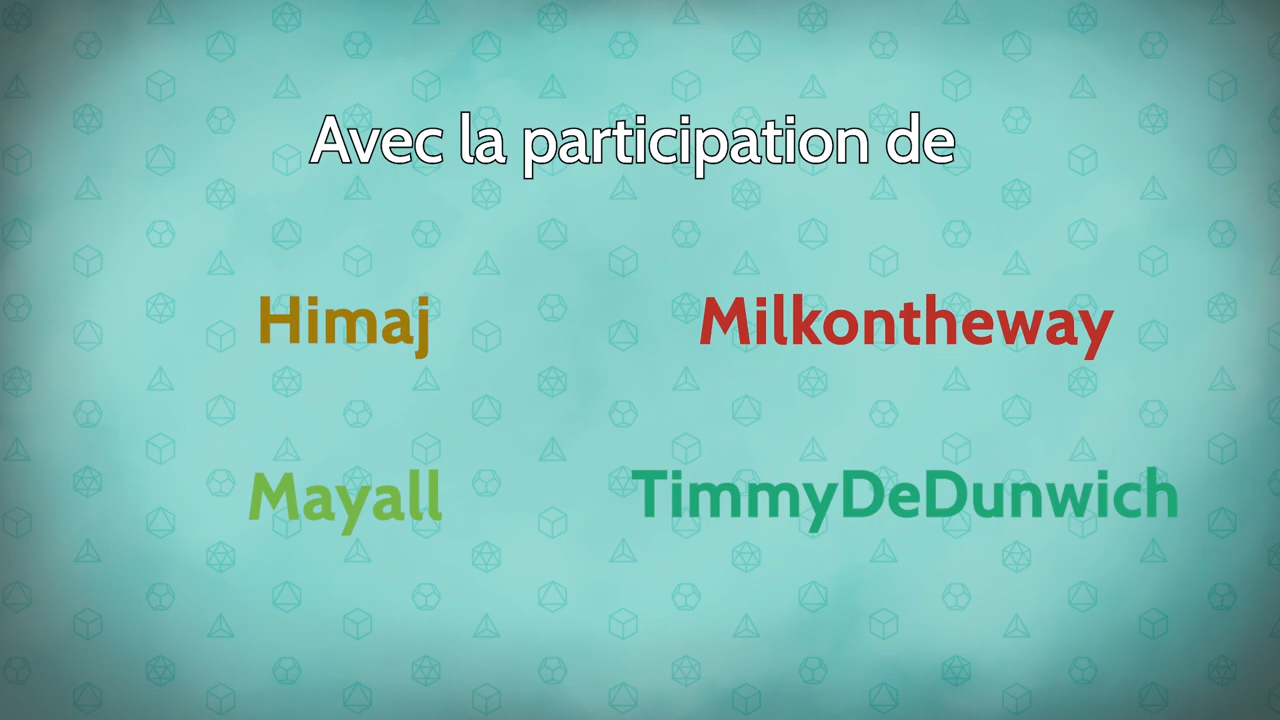 Avec la participation de
Himaj
Milkontheway
Mayall
TimmyDeDunwich